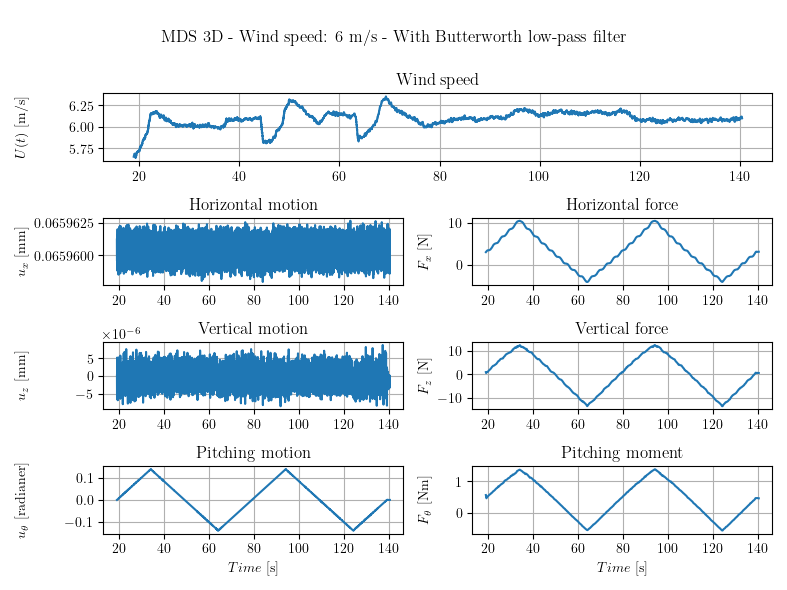 MDS 3D - Wind speed: 6 m/s - With Butterworth low-pass filter
Wind speed
U(t) [m/s]
6.25
6.00
5.75
20 40 60 80 100 120 140
Horizontal motion
u_x [mm]
0.0659625
0.0659600
20 40 60 80 100 120 140
Horizontal force
F_x [N]
10
0
20 40 60 80 100 120 140
Vertical motion
×10⁻⁶
u_z [mm]
5
0
−5
20 40 60 80 100 120 140
Vertical force
F_z [N]
10
0
−10
20 40 60 80 100 120 140
Pitching motion
u_θ [radianer]
0.1
0.0
−0.1
20 40 60 80 100 120 140
Time [s]
Pitching moment
F_θ [Nm]
1
0
20 40 60 80 100 120 140
Time [s]